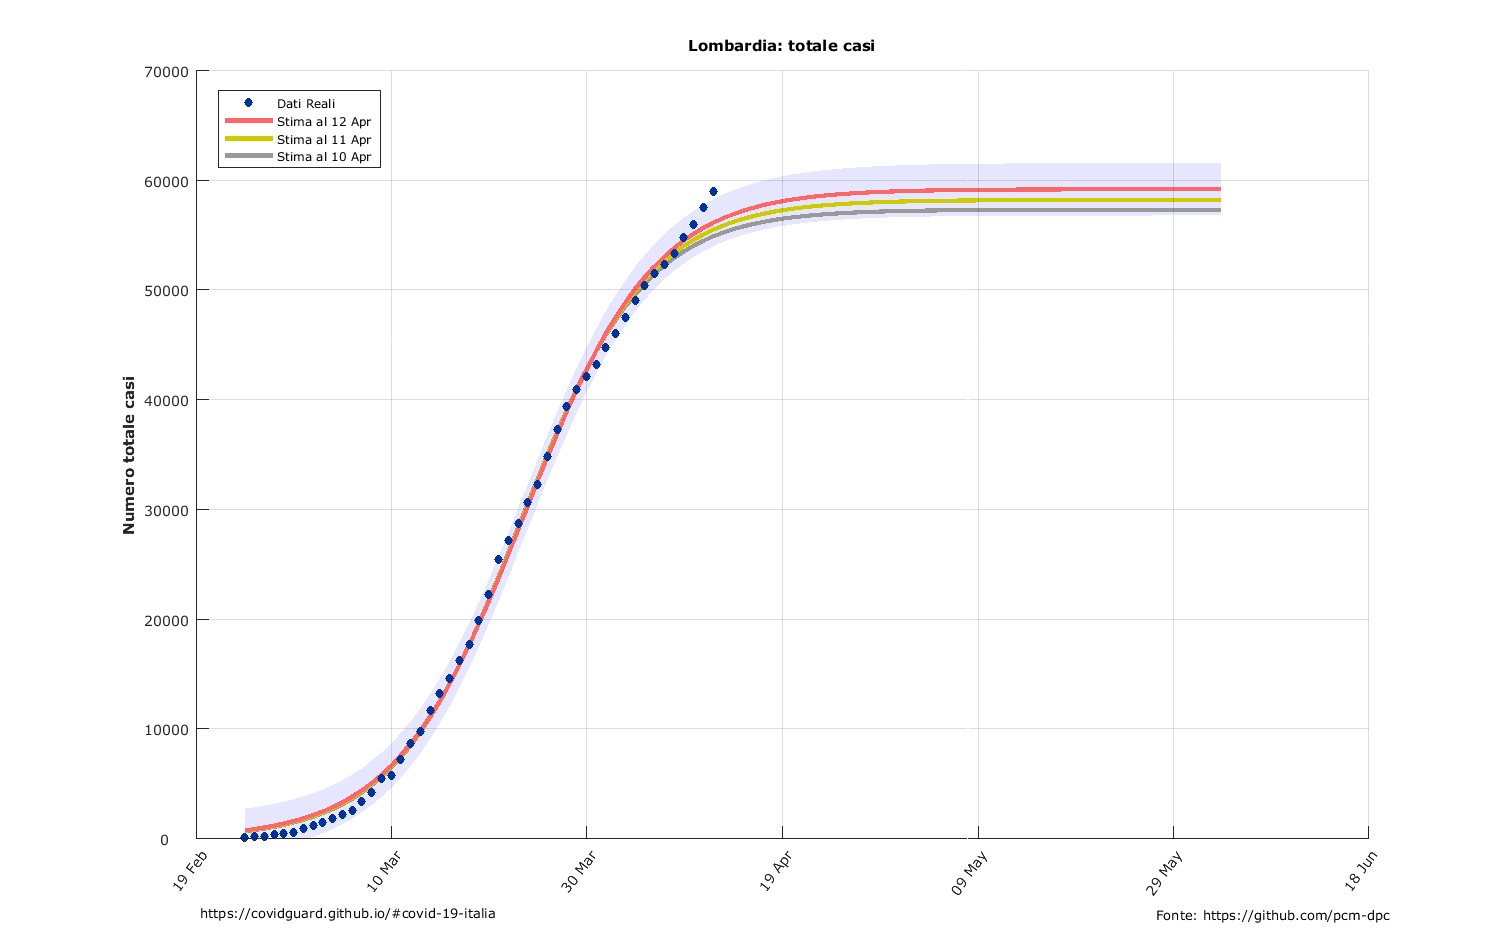 Lombardia: totale casi
70000
60000
50000
40000
30000
20000
10000
0
Numero totale casi
Dati Reali
Stima al 12 Apr
Stima al 11 Apr
Stima al 10 Apr
19 Feb
10 Mar
30 Mar
19 Apr
09 May
29 May
18 Jun
https://covidguard.github.io/#covid-19-italia
Fonte: https://github.com/pcm-dpc